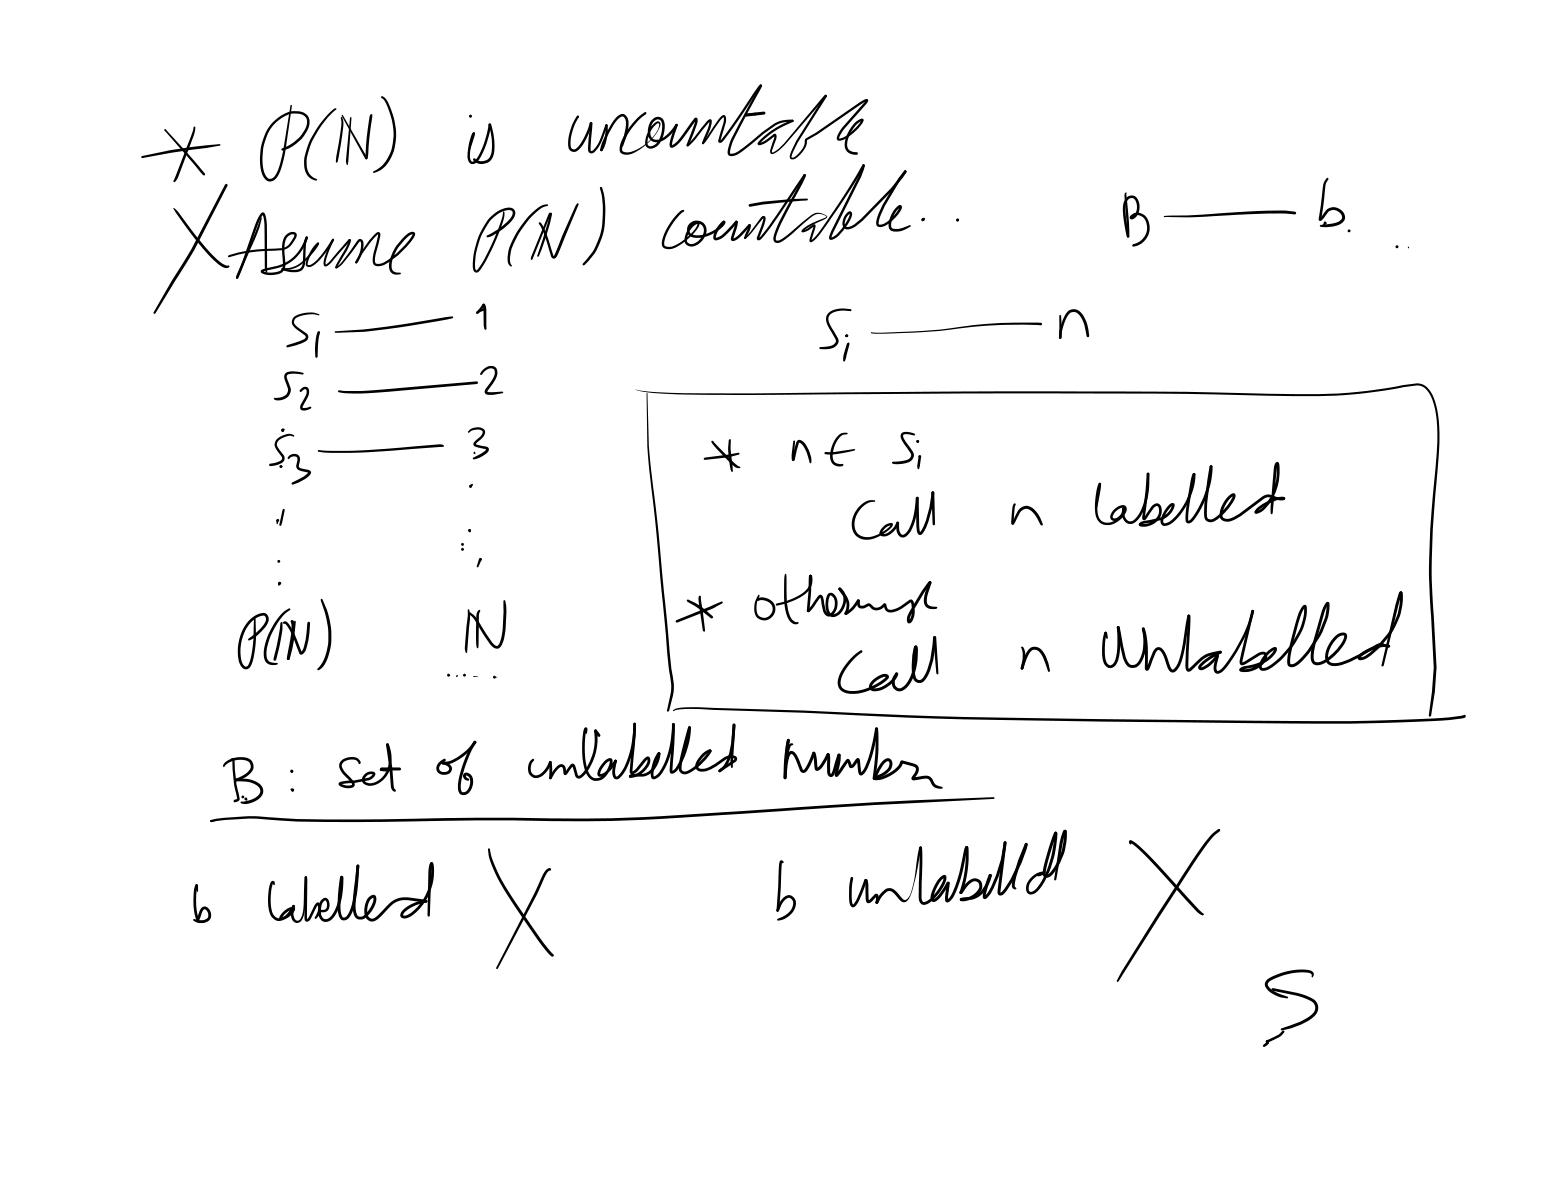 * P(ℕ) is uncountable
Assume P(ℕ) countable..
B — b
S1 — 1
S2 — 2
S3 — 3
P(ℕ) ℕ
Si — n
* n ∈ Si
Call n labelled
* otherwise
Call n unlabelled
B : set of unlabelled number
b labelled X
b unlabelled X
S